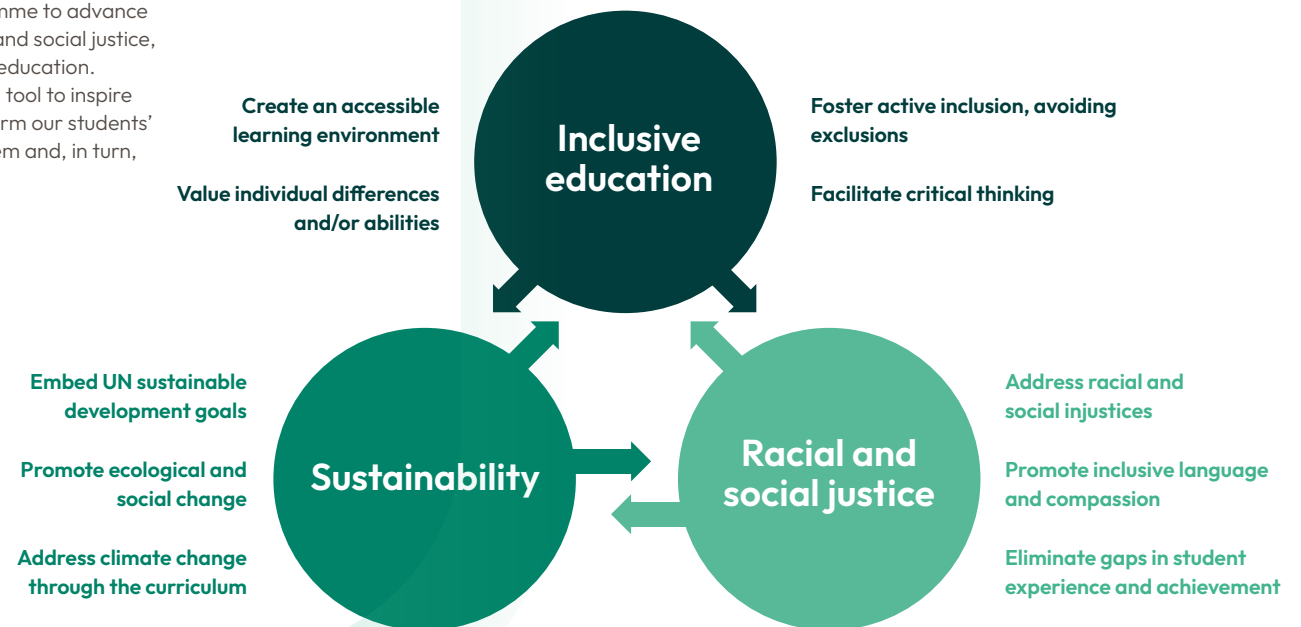 mme to advance
and social justice,
education.
tool to inspire
rm our students’
em and, in turn,
Create an accessible
learning environment
Value individual differences
and/or abilities
Inclusive
education
Foster active inclusion, avoiding
exclusions
Facilitate critical thinking
Embed UN sustainable
development goals
Promote ecological and
social change
Address climate change
through the curriculum
Sustainability
Racial and
social justice
Address racial and
social injustices
Promote inclusive language
and compassion
Eliminate gaps in student
experience and achievement